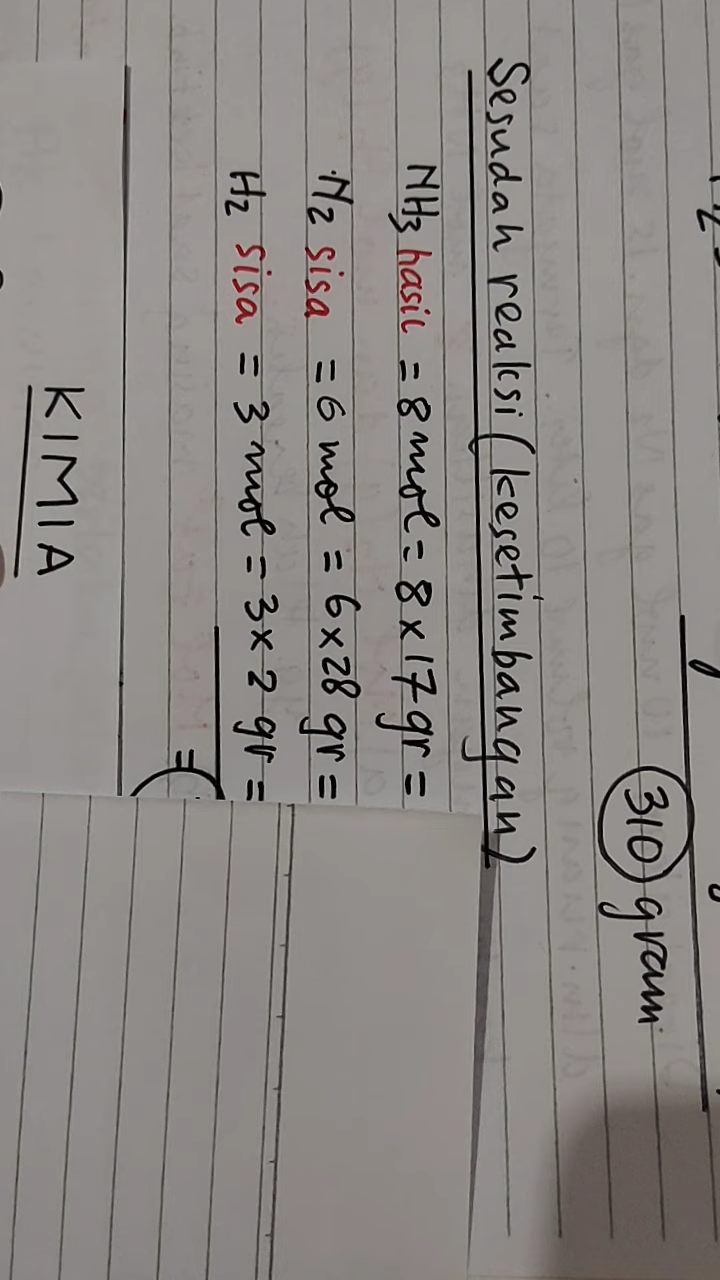 310 gram
Sesudah reaksi (kesetimbangan)
NH3 hasil = 8 mol = 8 x 17 gr =
N2 sisa = 6 mol = 6 x 28 gr =
H2 sisa = 3 mol = 3 x 2 gr =
=
KIMIA